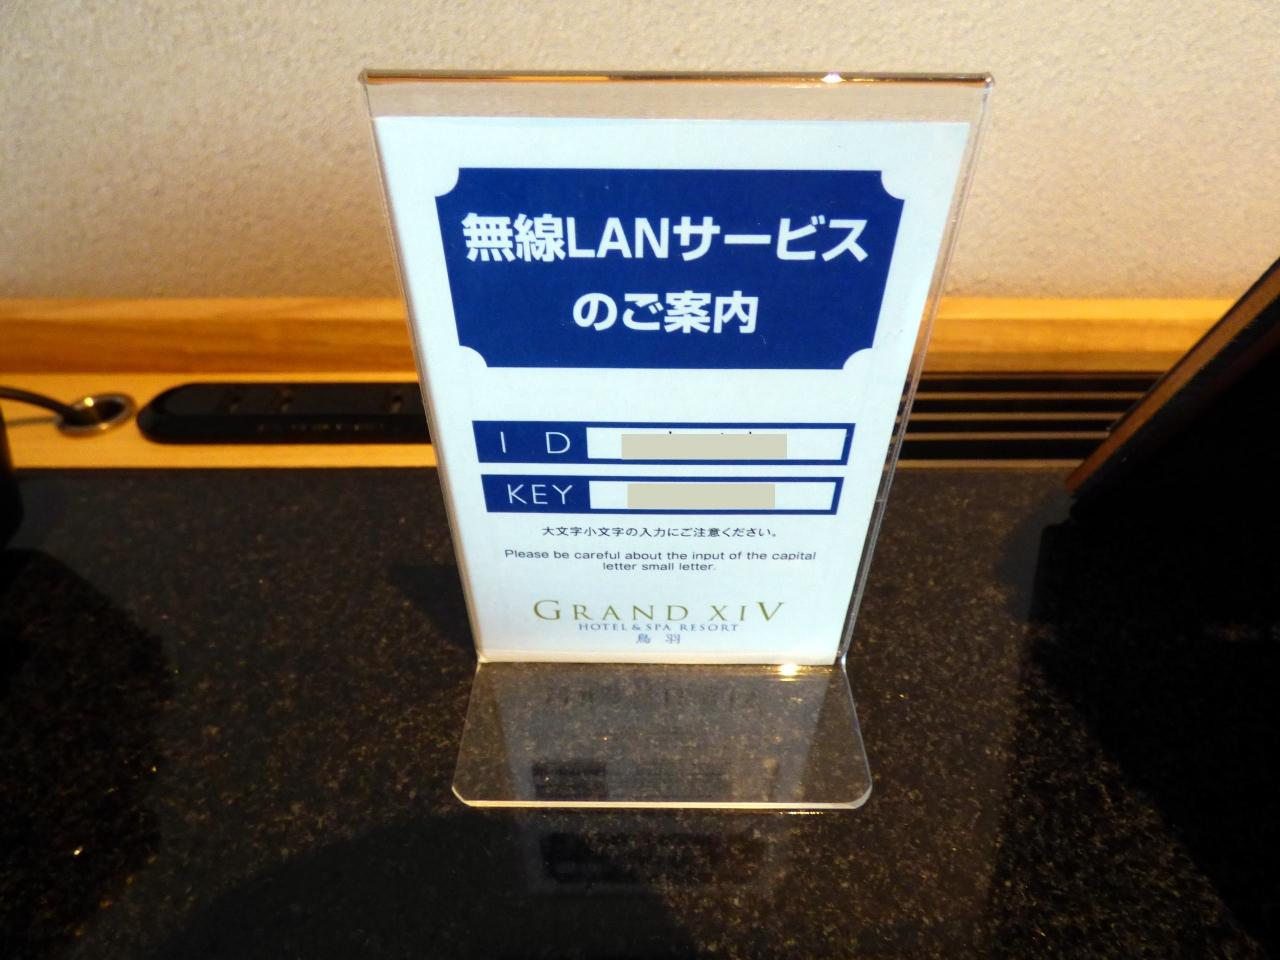 無線LANサービス
のご案内
I D
KEY
大文字小文字の入力にご注意ください。
Please be careful about the input of the capital
letter small letter.
GRAND XIV
HOTEL & SPA RESORT
鳥羽